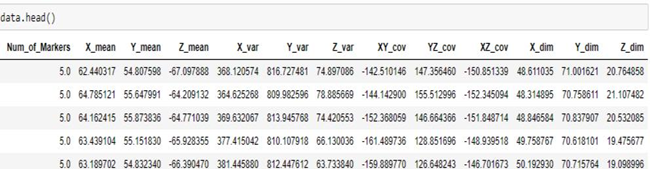 data.head()
Num_of_Markers X_mean Y_mean Z_mean X_var Y_var Z_var XY_cov YZ_cov XZ_cov X_dim Y_dim Z_dim
5.0 62.440317 54.807598 -67.097888 368.120574 816.727481 74.897086 -142.510146 147.356460 -150.851339 48.611035 71.001621 20.764858
5.0 64.785121 55.647991 -64.209132 364.625268 809.982596 78.885669 -144.142900 155.512996 -152.345094 48.314895 70.758611 21.107482
5.0 64.162415 55.873836 -64.771039 369.632067 813.945768 74.420553 -152.368059 146.664366 -151.848714 48.846584 70.837907 20.532085
5.0 63.439104 55.151830 -65.928355 377.415042 810.107918 66.130036 -161.489736 128.851696 -148.939518 49.758767 70.618101 19.475677
5.0 63.189702 54.832340 -66.390470 381.445880 812.447612 63.733840 -159.889770 126.648243 -146.701673 50.192930 70.715764 19.098996